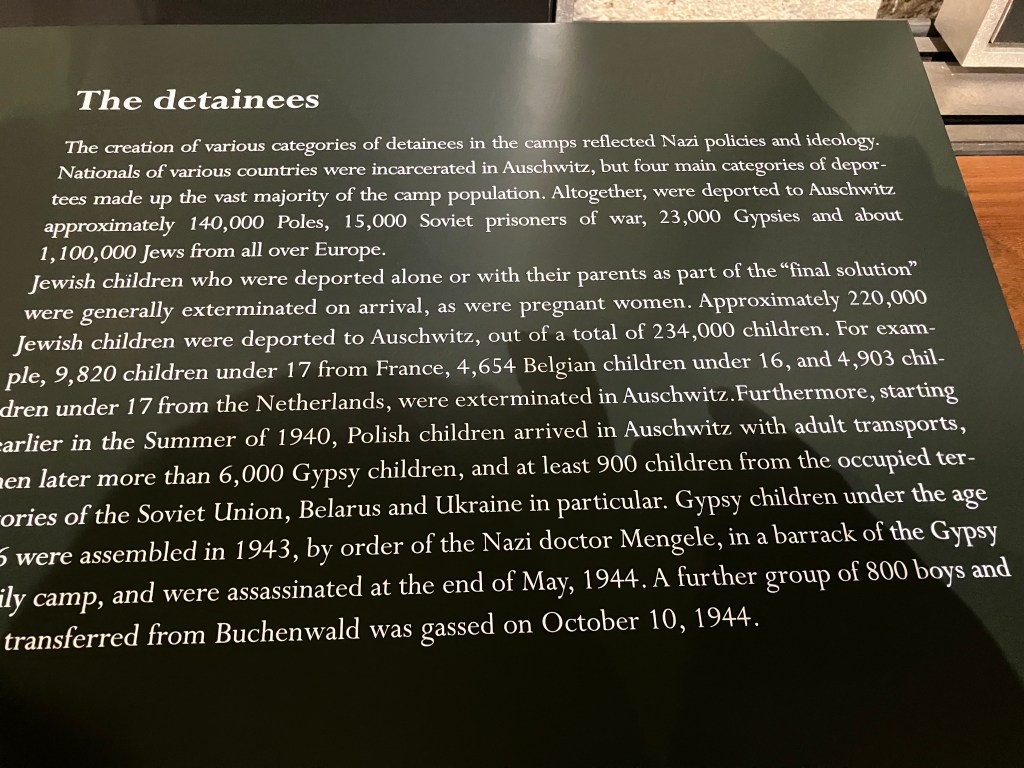 The detainees
The creation of various categories of detainees in the camps reflected Nazi policies and ideology.
Nationals of various countries were incarcerated in Auschwitz, but four main categories of depor-
tees made up the vast majority of the camp population. Altogether, were deported to Auschwitz
approximately 140,000 Poles, 15,000 Soviet prisoners of war, 23,000 Gypsies and about
1,100,000 Jews from all over Europe.
Jewish children who were deported alone or with their parents as part of the “final solution”
were generally exterminated on arrival, as were pregnant women. Approximately 220,000
Jewish children were deported to Auschwitz, out of a total of 234,000 children. For exam-
ple, 9,820 children under 17 from France, 4,654 Belgian children under 16, and 4,903 chil-
dren under 17 from the Netherlands, were exterminated in Auschwitz.Furthermore, starting
earlier in the Summer of 1940, Polish children arrived in Auschwitz with adult transports,
later more than 6,000 Gypsy children, and at least 900 children from the occupied ter-
of the Soviet Union, Belarus and Ukraine in particular. Gypsy children under the age
were assembled in 1943, by order of the Nazi doctor Mengele, in a barrack of the Gypsy
camp, and were assassinated at the end of May, 1944. A further group of 800 boys and
transferred from Buchenwald was gassed on October 10, 1944.